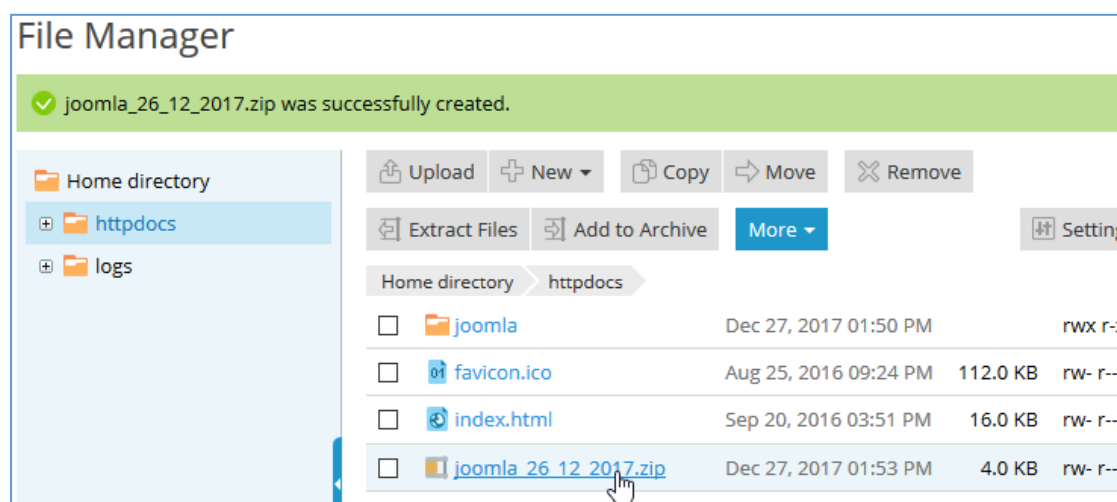 File Manager
joomla_26_12_2017.zip was successfully created.
Home directory
httpdocs
logs
Upload New Copy Move Remove
Extract Files Add to Archive More
Home directory httpdocs
joomla Dec 27, 2017 01:50 PM rwx
favicon.ico Aug 25, 2016 09:24 PM 112.0 KB rw- r--
index.html Sep 20, 2016 03:51 PM 16.0 KB rw- r--
joomla_26_12_2017.zip Dec 27, 2017 01:53 PM 4.0 KB rw- r--